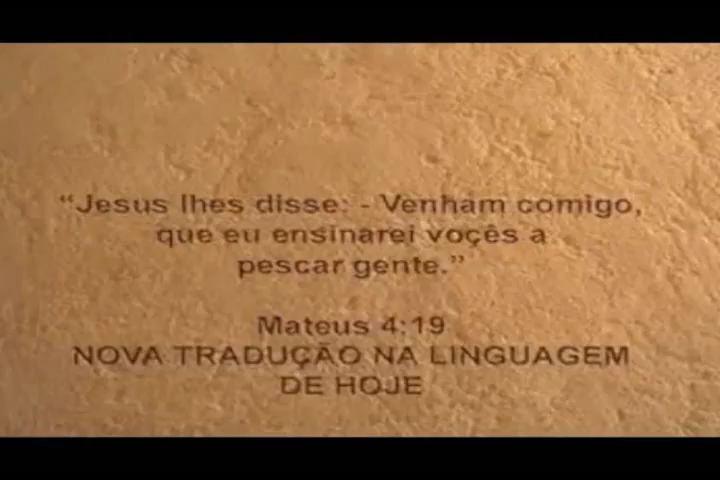 “Jesus lhes disse: - Venham comigo,
que eu ensinarei voçês a
pescar gente.”
Mateus 4:19
NOVA TRADUÇÃO NA LINGUAGEM
DE HOJE